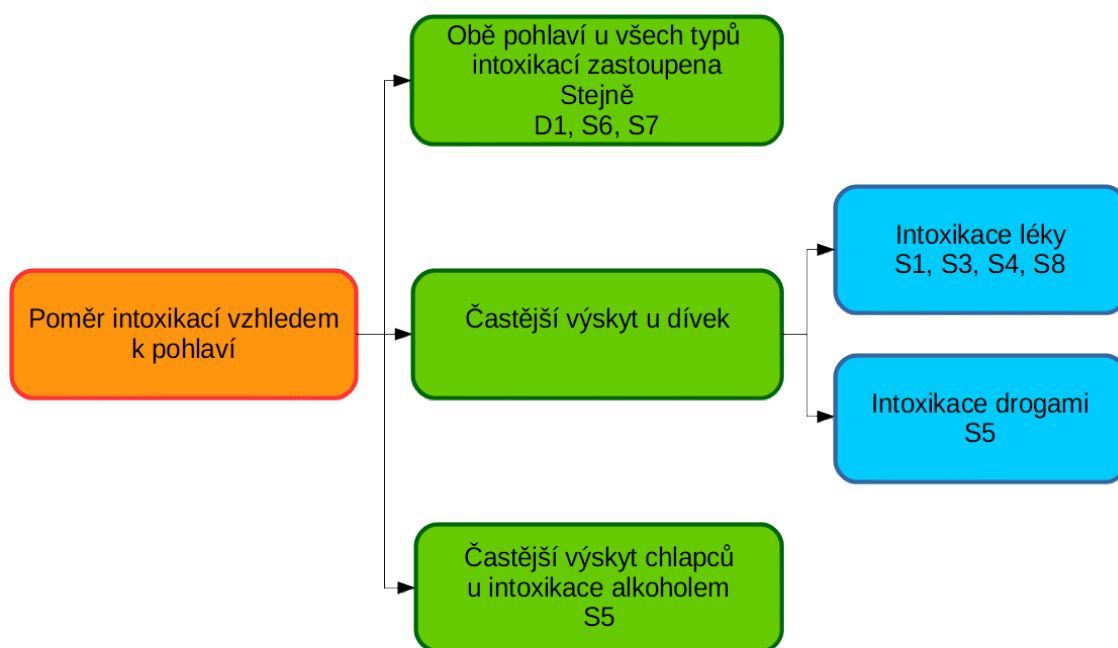 Poměr intoxikací vzhledem
k pohlaví
Obě pohlaví u všech typů
intoxikací zastoupena
Stejně
D1, S6, S7
Častější výskyt u dívek
Intoxikace léky
S1, S3, S4, S8
Intoxikace drogami
S5
Častější výskyt chlapců
u intoxikace alkoholem
S5